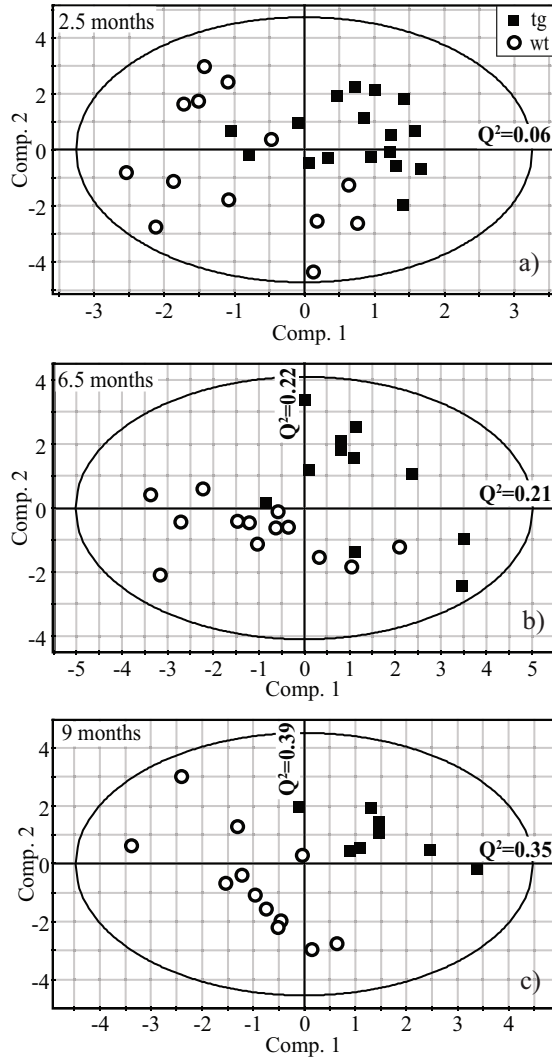 2.5 months
tg
wt
4
2
0
-2
-4
Comp. 2
Q²=0.06
a)
-3 -2 -1 0 1 2 3
Comp. 1
6.5 months
4
2
0
-2
-4
Comp. 2
Q²=0.22
Q²=0.21
b)
-5 -4 -3 -2 -1 0 1 2 3 4 5
Comp. 1
9 months
4
2
0
-2
-4
Comp. 2
Q²=0.39
Q²=0.35
c)
-4 -3 -2 -1 0 1 2 3 4
Comp. 1